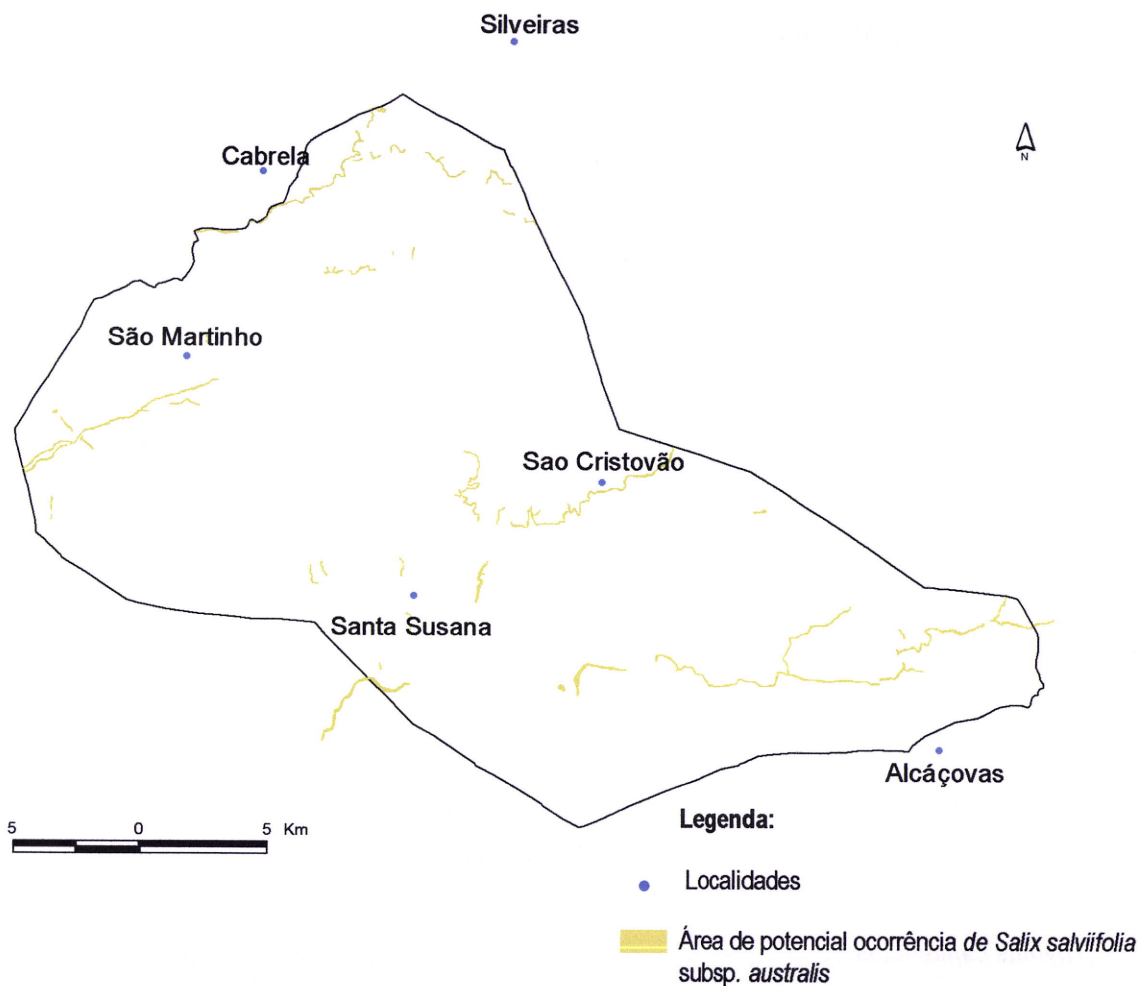 Silveiras
N
Cabrela
São Martinho
Sao Cristovão
Santa Susana
Alcáçovas
5 0 5 Km
Legenda:
Localidades
Área de potencial ocorrência de Salix salviifolia
subsp. australis